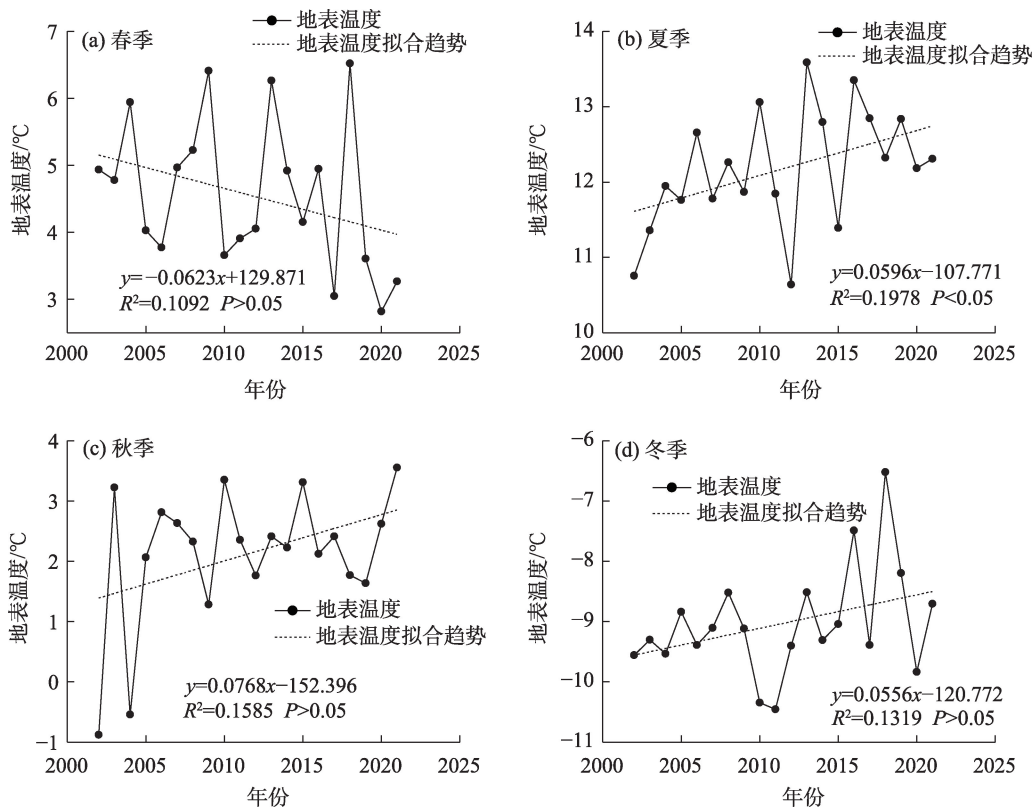 (a) 春季
地表温度
地表温度拟合趋势
7
6
5
4
3
地表温度/℃
y=−0.0623x+129.871
R²=0.1092 P>0.05
2000 2005 2010 2015 2020 2025
年份
(b) 夏季
地表温度
地表温度拟合趋势
14
13
12
11
10
地表温度/℃
y=0.0596x−107.771
R²=0.1978 P<0.05
2000 2005 2010 2015 2020 2025
年份
(c) 秋季
4
3
2
1
0
−1
地表温度/℃
地表温度
地表温度拟合趋势
y=0.0768x−152.396
R²=0.1585 P>0.05
2000 2005 2010 2015 2020 2025
年份
(d) 冬季
地表温度
地表温度拟合趋势
−6
−7
−8
−9
−10
−11
地表温度/℃
y=0.0556x−120.772
R²=0.1319 P>0.05
2000 2005 2010 2015 2020 2025
年份